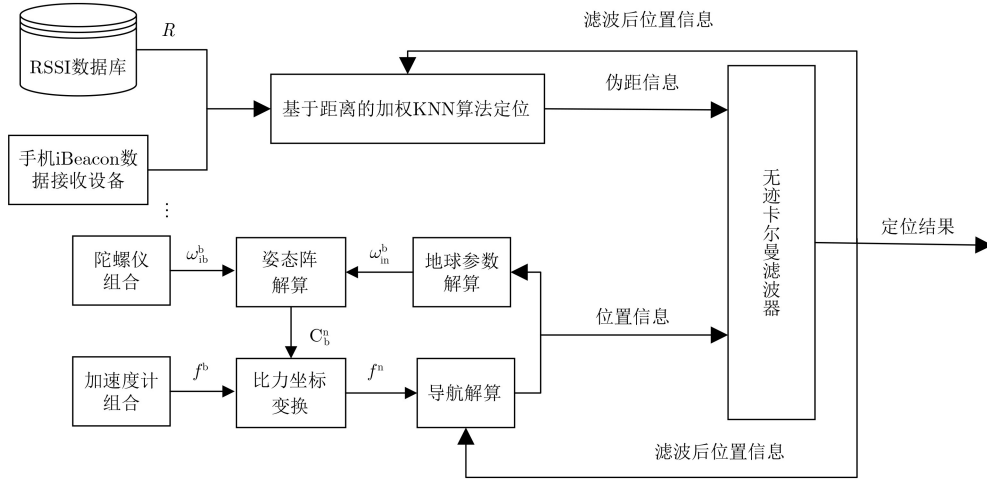 滤波后位置信息
R
RSSI数据库
基于距离的加权KNN算法定位
伪距信息
手机iBeacon数
据接收设备
⋮
无迹卡尔曼滤波器
定位结果
陀螺仪
组合
ω_ib^b
姿态阵
解算
ω_in^b
地球参数
解算
位置信息
C_b^n
加速度计
组合
f^b
比力坐标
变换
f^n
导航解算
滤波后位置信息